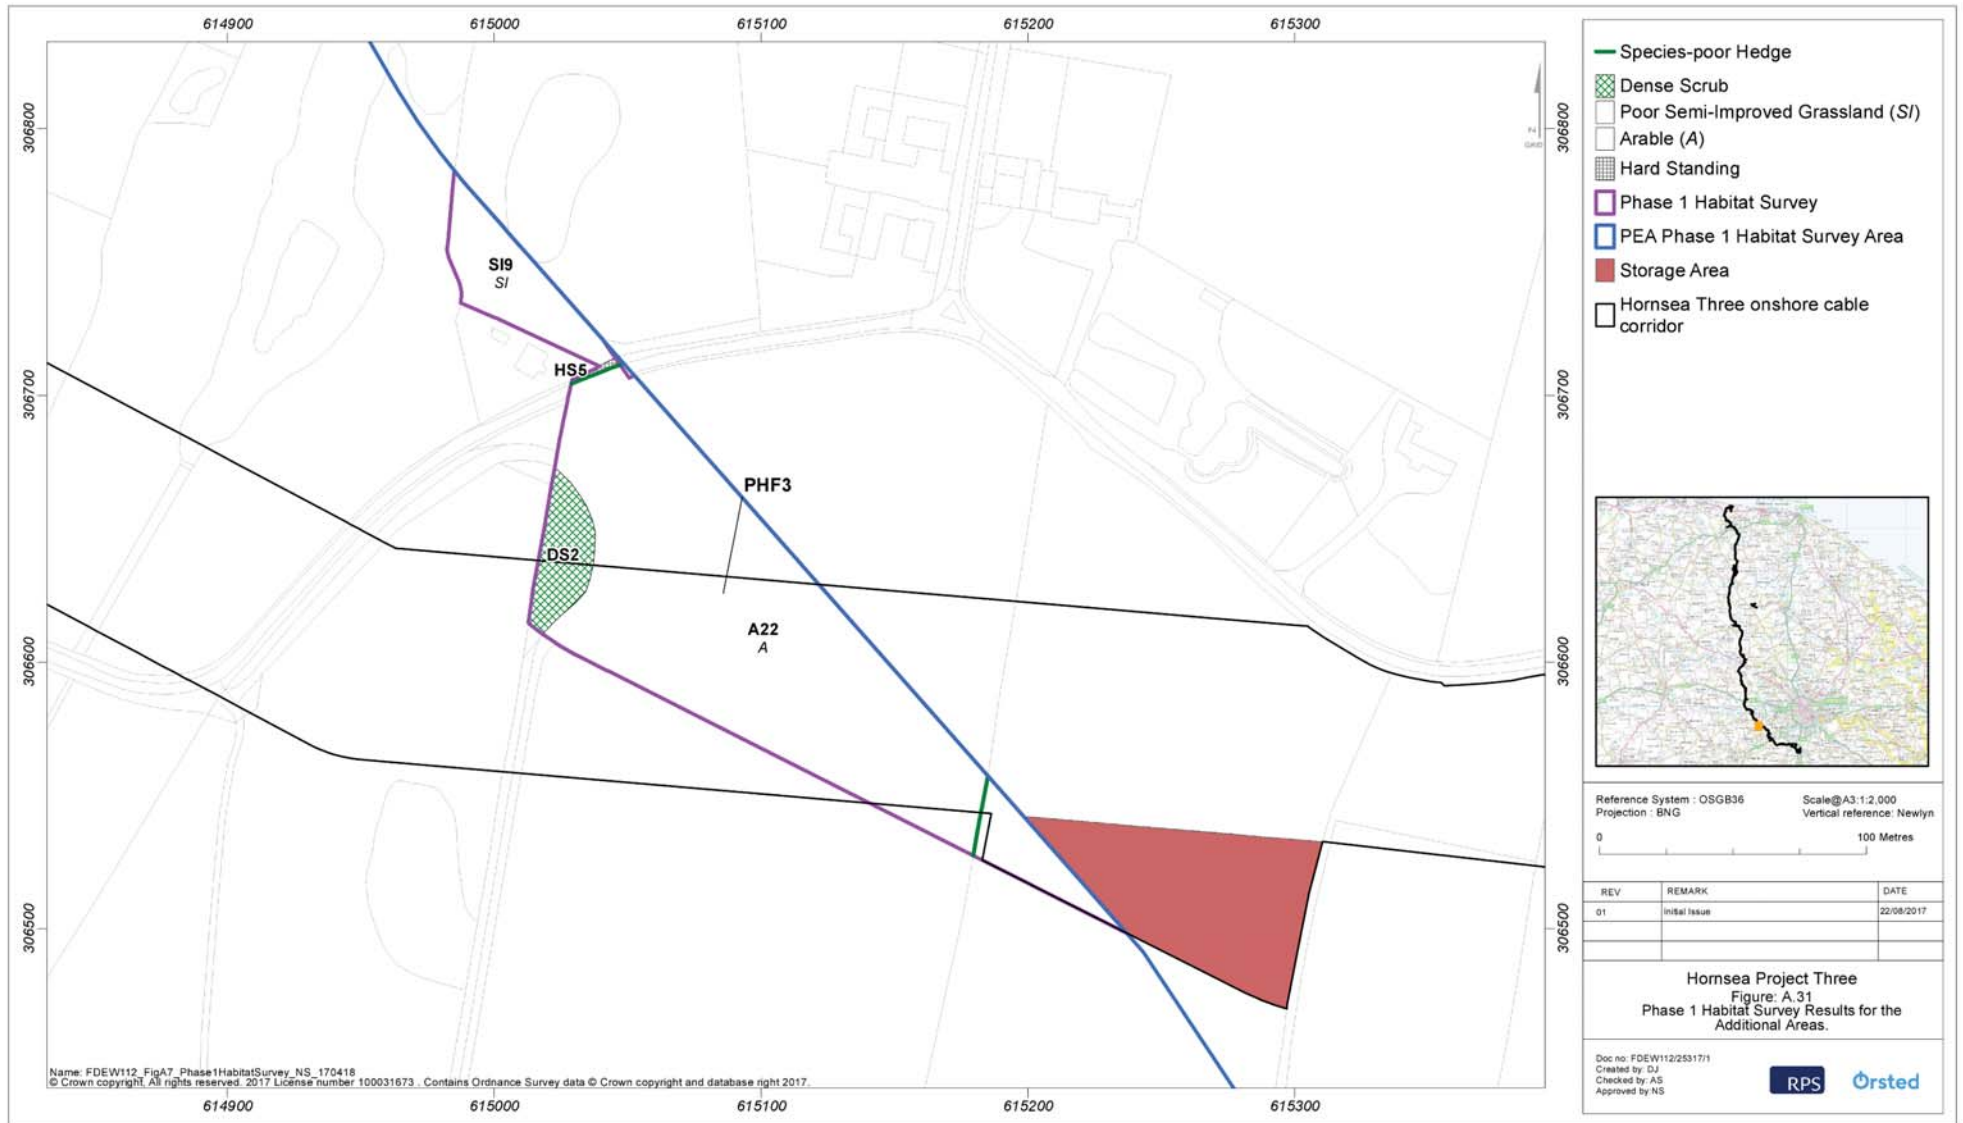 614900 615000 615100 615200 615300
306800 306800
306700 306700
306600 306600
306500 306500
SI9
SI
HS5
PHF3
DS2
A22
A
N
GRID
Name: FDEW112_FigA7_Phase1HabitatSurvey_NS_170418
© Crown copyright, All rights reserved. 2017 License number 100031673 . Contains Ordnance Survey data © Crown copyright and database right 2017.
614900 615000 615100 615200 615300
Species-poor Hedge
Dense Scrub
Poor Semi-Improved Grassland (SI)
Arable (A)
Hard Standing
Phase 1 Habitat Survey
PEA Phase 1 Habitat Survey Area
Storage Area
Hornsea Three onshore cable
corridor
Reference System : OSGB36 Scale@A3:1:2,000
Projection : BNG Vertical reference: Newlyn
0 100 Metres
REV REMARK DATE
01 Initial Issue 22/08/2017
Hornsea Project Three
Figure: A.31
Phase 1 Habitat Survey Results for the
Additional Areas.
Doc no: FDEW112/25317/1
Created by: DJ
Checked by: AS
Approved by:NS
RPS Orsted